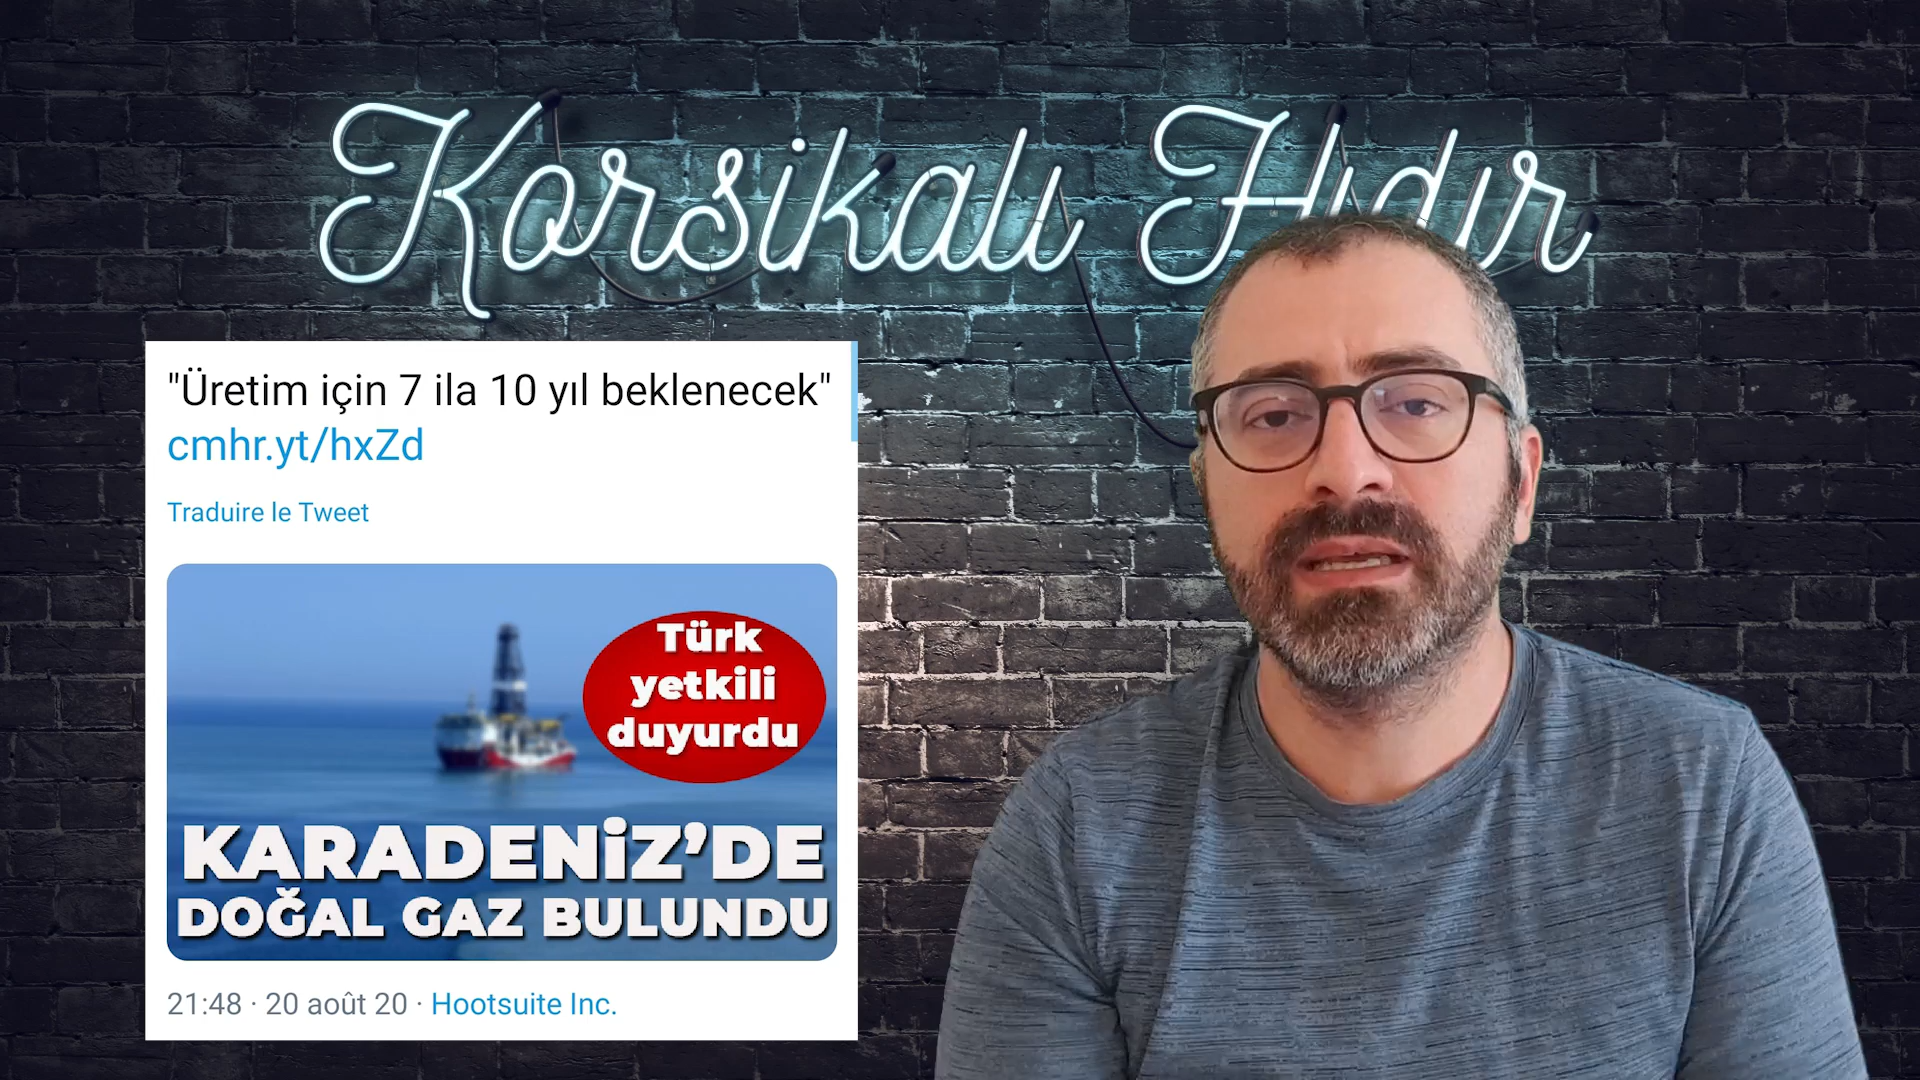 Korsikalı Hıdır
"Üretim için 7 ila 10 yıl beklenecek"
cmhr.yt/hxZd
Traduire le Tweet
Türk
yetkili
duyurdu
KARADENİZ'DE
DOĞAL GAZ BULUNDU
21:48 · 20 août 20 · Hootsuite Inc.